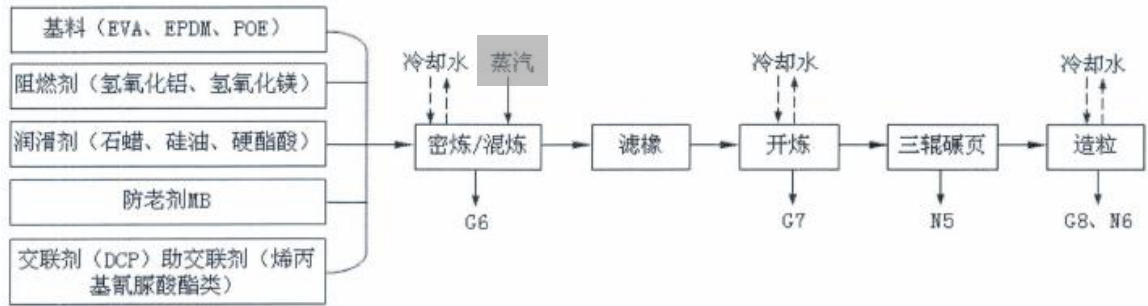 基料（EVA、EPDM、POE）
阻燃剂（氢氧化铝、氢氧化镁）
润滑剂（石蜡、硅油、硬酯酸）
防老剂MB
交联剂（DCP）助交联剂（烯丙
基氰脲酸酯类）
冷却水
蒸汽
密炼/混炼
G6
滤橡
冷却水
开炼
G7
三辊碾页
N5
冷却水
造粒
G8、N6